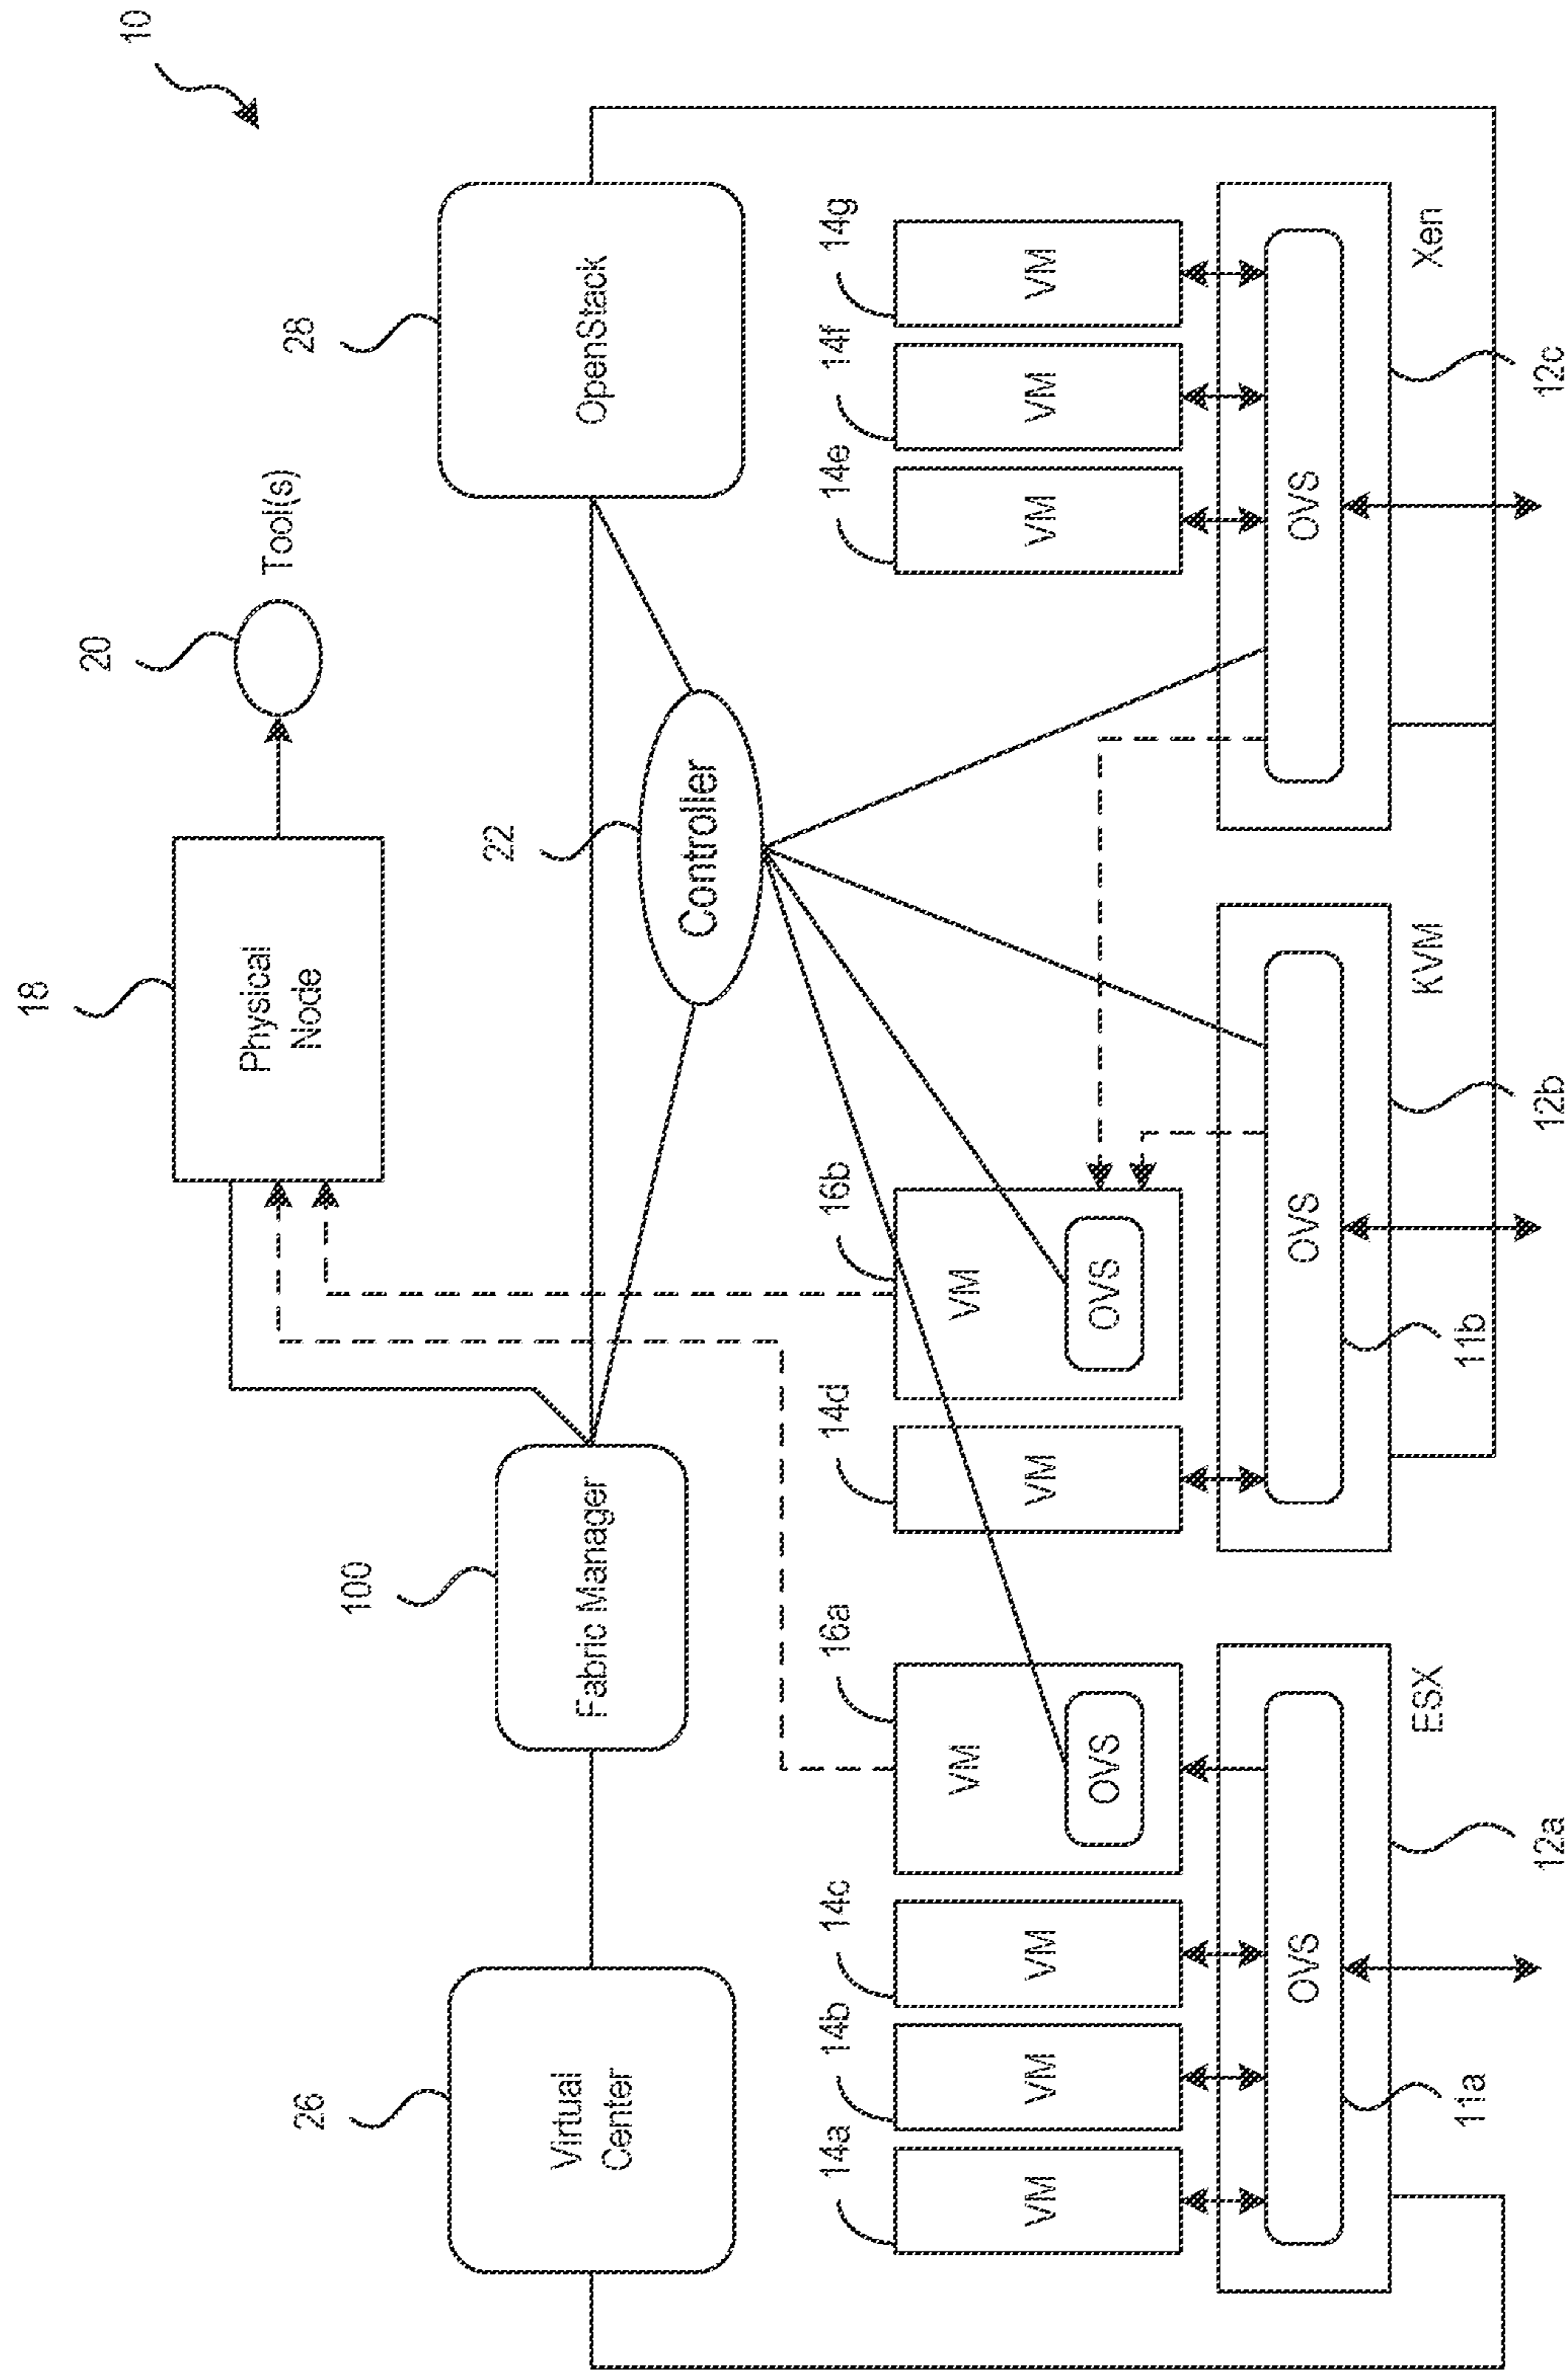 10
18
Physical
Node
20
Tool(s)
26
Virtual
Center
100
Fabric Manager
22
Controller
28
OpenStack
14a
VM
14b
VM
14c
VM
16a
VM
OVS
14d
VM
16b
VM
OVS
14e
VM
14f
VM
14g
VM
OVS
ESX
11a
12a
OVS
KVM
11b
12b
OVS
Xen
12c